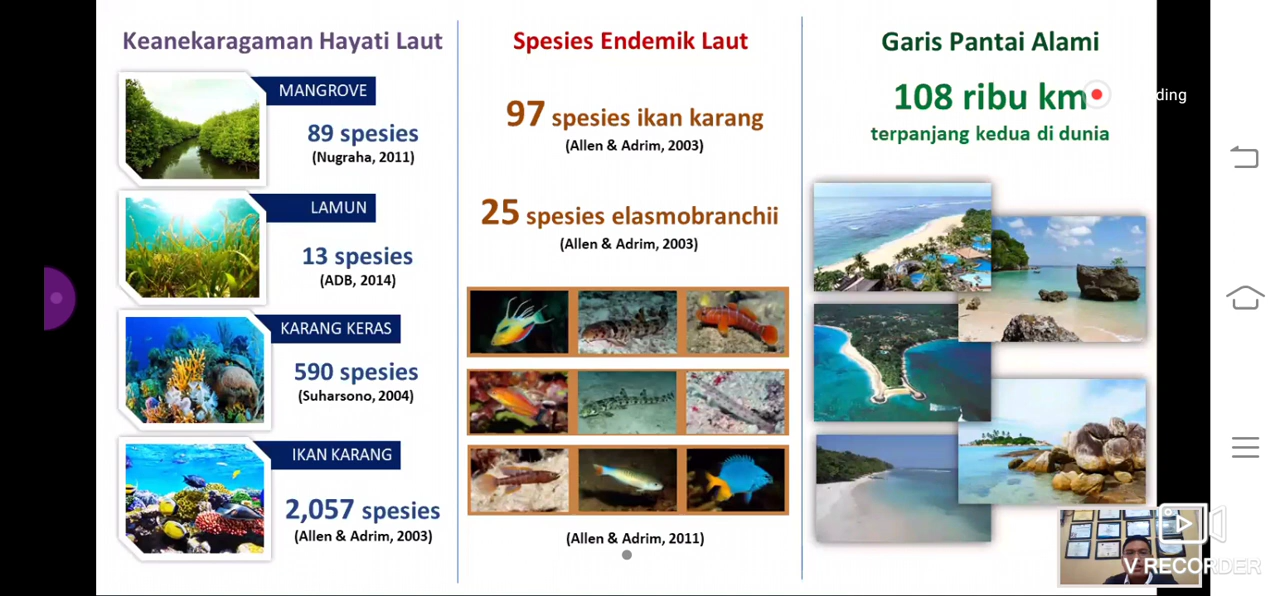 Keanekaragaman Hayati Laut
MANGROVE
89 spesies
(Nugraha, 2011)
LAMUN
13 spesies
(ADB, 2014)
KARANG KERAS
590 spesies
(Suharsono, 2004)
IKAN KARANG
2,057 spesies
(Allen & Adrim, 2003)
Spesies Endemik Laut
97 spesies ikan karang
(Allen & Adrim, 2003)
25 spesies elasmobranchii
(Allen & Adrim, 2003)
(Allen & Adrim, 2011)
Garis Pantai Alami
108 ribu km
terpanjang kedua di dunia
V RECORDER